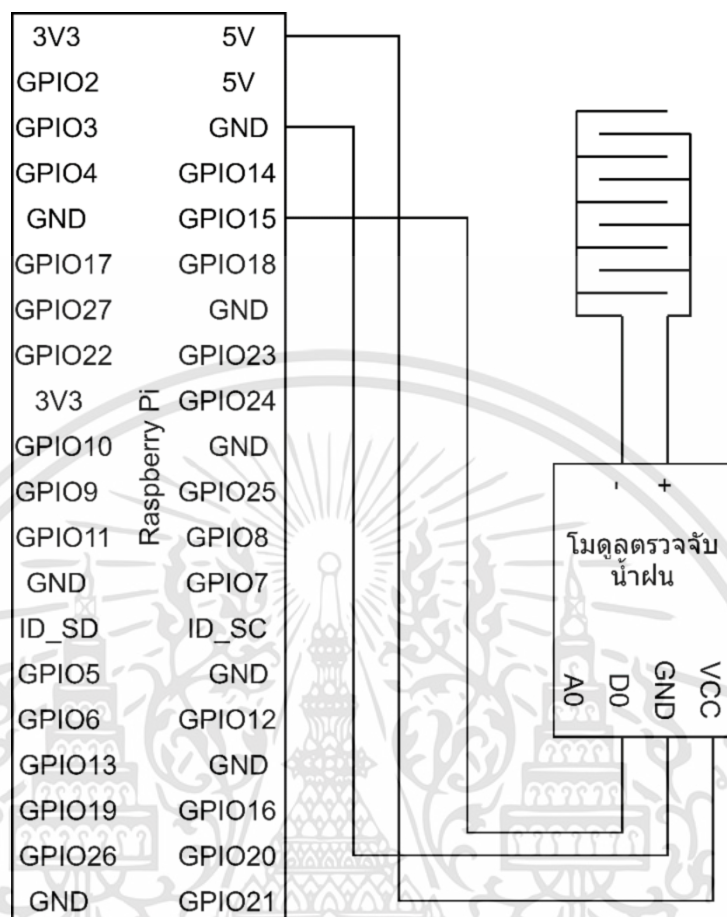 3V3 5V
GPIO2 5V
GPIO3 GND
GPIO4 GPIO14
GND GPIO15
GPIO17 GPIO18
GPIO27 GND
GPIO22 GPIO23
3V3 GPIO24
GPIO10 GND
GPIO9 GPIO25
GPIO11 GPIO8
GND GPIO7
ID_SD ID_SC
GPIO5 GND
GPIO6 GPIO12
GPIO13 GND
GPIO19 GPIO16
GPIO26 GPIO20
GND GPIO21
Raspberry Pi
- +
โมดูลตรวจจับ
น้ำฝน
A0
D0
GND
VCC